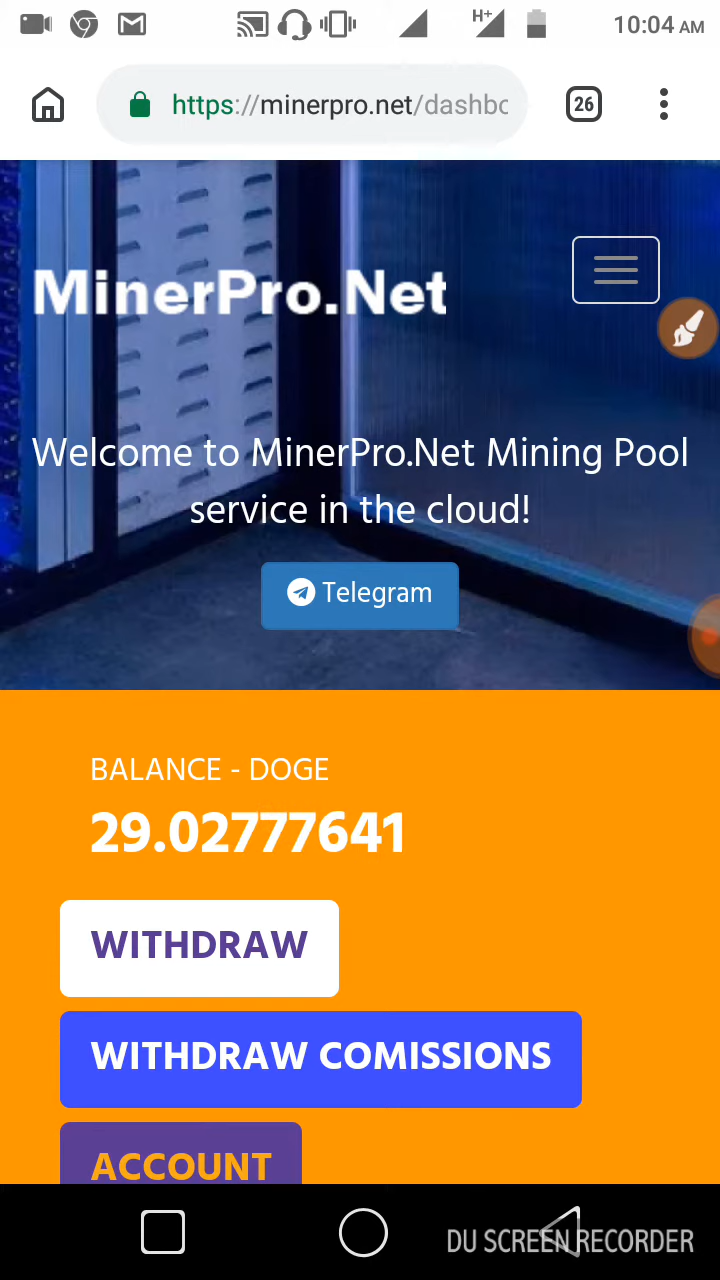 H+ 10:04 AM
https://minerpro.net/dashbo
26
MinerPro.Net
Welcome to MinerPro.Net Mining Pool
service in the cloud!
Telegram
BALANCE - DOGE
29.02777641
WITHDRAW
WITHDRAW COMISSIONS
ACCOUNT
DU SCREEN RECORDER